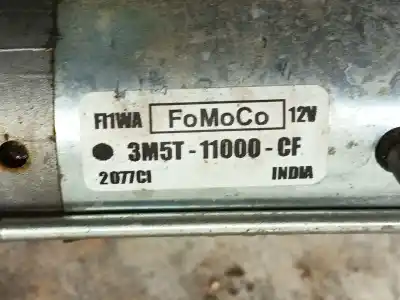 FI1WA FoMoCo 12V
3M5T-11000-CF
2077CI INDIA